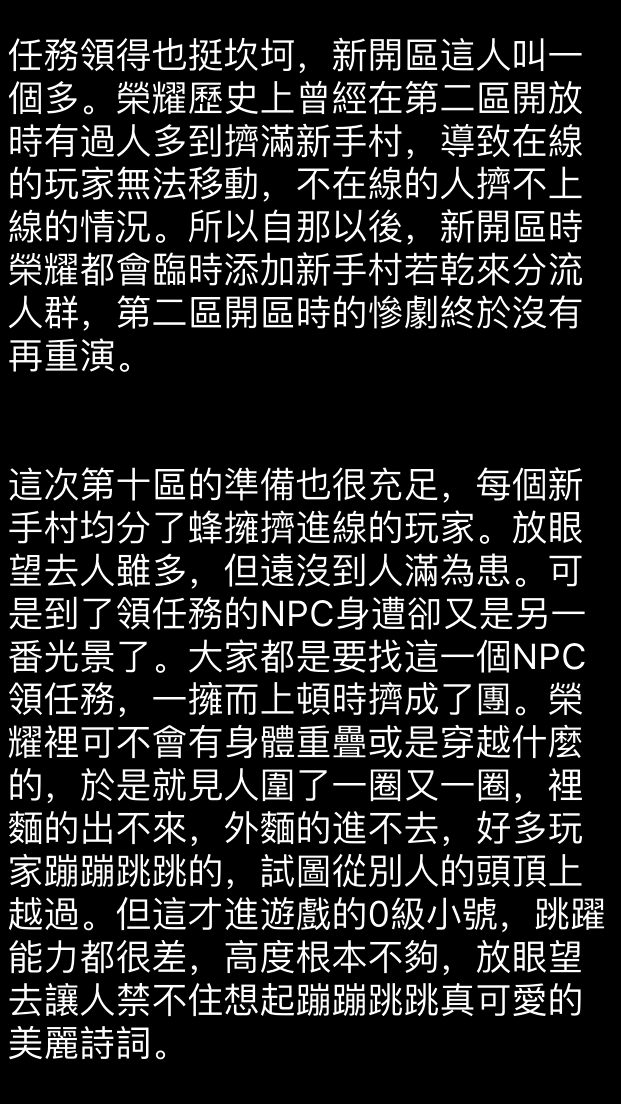 任務領得也挺坎坷，新開區這人叫一
個多。榮耀歷史上曾經在第二區開放
時有過人多到擠滿新手村，導致在線
的玩家無法移動，不在線的人擠不上
線的情況。所以自那以後，新開區時
榮耀都會臨時添加新手村若乾來分流
人群，第二區開區時的慘劇終於沒有
再重演。
這次第十區的準備也很充足，每個新
手村均分了蜂擁擠進線的玩家。放眼
望去人雖多，但遠沒到人滿為患。可
是到了領任務的NPC身遭卻又是另一
番光景了。大家都是要找這一個NPC
領任務，一擁而上頓時擠成了團。榮
耀裡可不會有身體重疊或是穿越什麼
的，於是就見人圍了一圈又一圈，裡
麵的出不來，外麵的進不去，好多玩
家蹦蹦跳跳的，試圖從別人的頭頂上
越過。但這才進遊戲的0級小號，跳躍
能力都很差，高度根本不夠，放眼望
去讓人禁不住想起蹦蹦跳跳真可愛的
美麗詩詞。